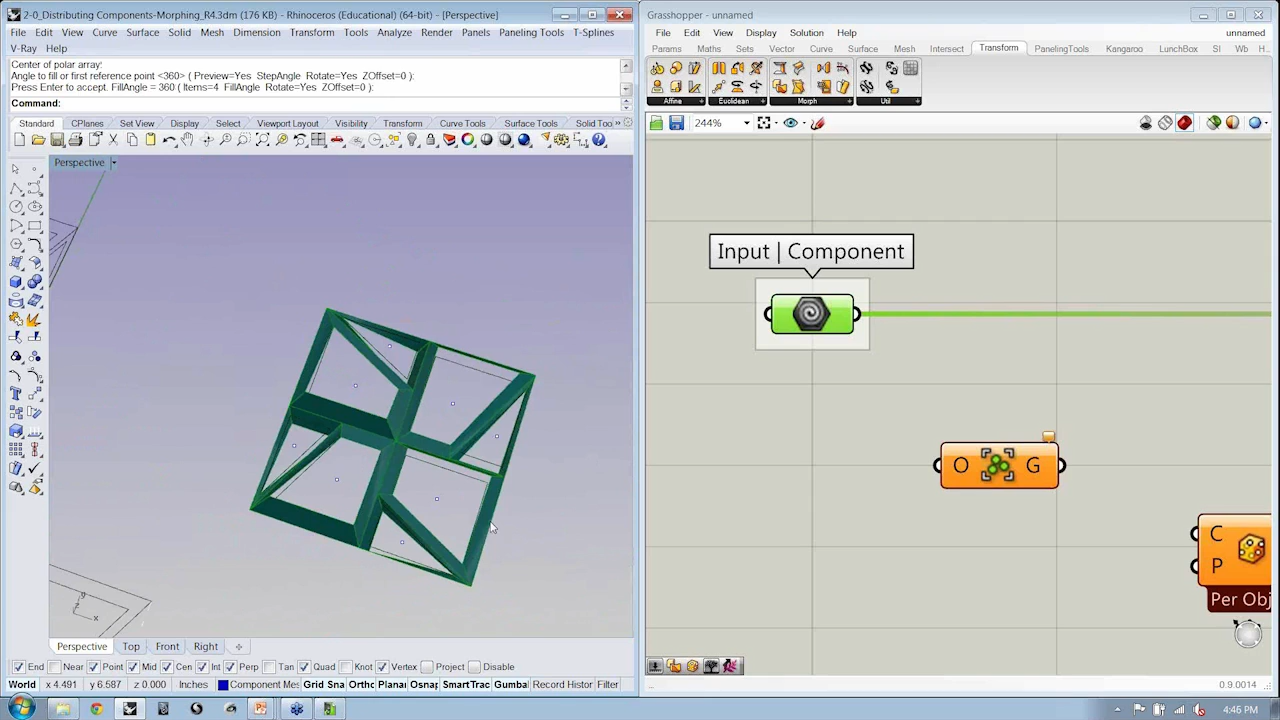 2-0_Distributing Components-Morphing_R4.3dm (176 KB) - Rhinoceros (Educational) (64-bit) - [Perspective]
File Edit View Curve Surface Solid Mesh Dimension Transform Tools Analyze Render Panels Paneling Tools T-Splines
V-Ray Help
Center of polar array:
Angle to fill or first reference point <360> ( Preview=Yes StepAngle Rotate=Yes ZOffset=0 ):
Press Enter to accept. FillAngle = 360 ( Items=4 FillAngle Rotate=Yes ZOffset=0 ):
Command:
Standard CPlanes Set View Display Select Viewport Layout Visibility Transform Curve Tools Surface Tools Solid Too
Perspective
z y x
Perspective Top Front Right
End Near Point Mid Cen Int Perp Tan Quad Knot Vertex Project Disable
World x 4.491 y 6.597 z 0.000 Inches Component Mes Grid Sna Ortho Planar Osnap SmartTrac Gumba Record Histor Filter
Grasshopper - unnamed
File Edit View Display Solution Help unnamed
Params Maths Sets Vector Curve Surface Mesh Intersect Transform PanelingTools Kangaroo LunchBox SI Wb H...
Affine Euclidean Morph Util
244%
Input | Component
O G
C
P
Per Obj
... 0.9.0014
4:46 PM